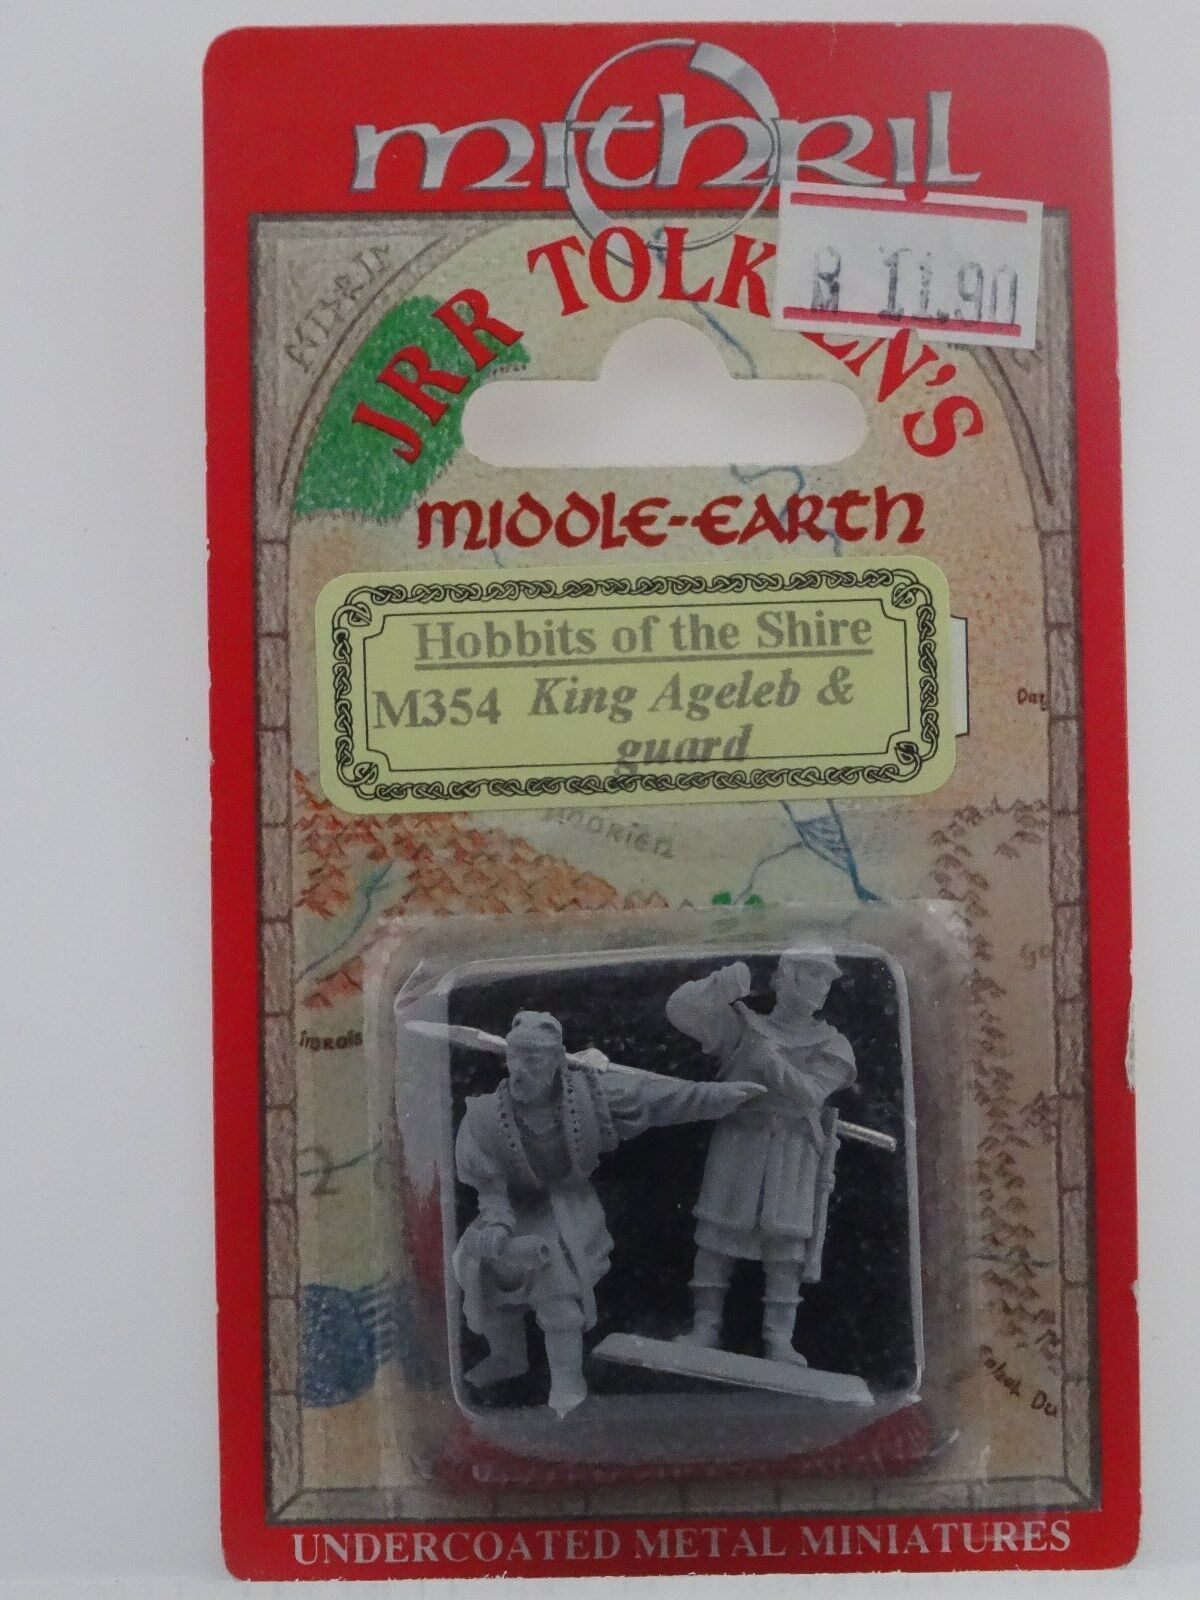 mithril
JRR TOLK EN'S
11.90
MIDDLE-EARTH
Hobbits of the Shire
M354 King Ageleb &
guard
UNDERCOATED METAL MINIATURES